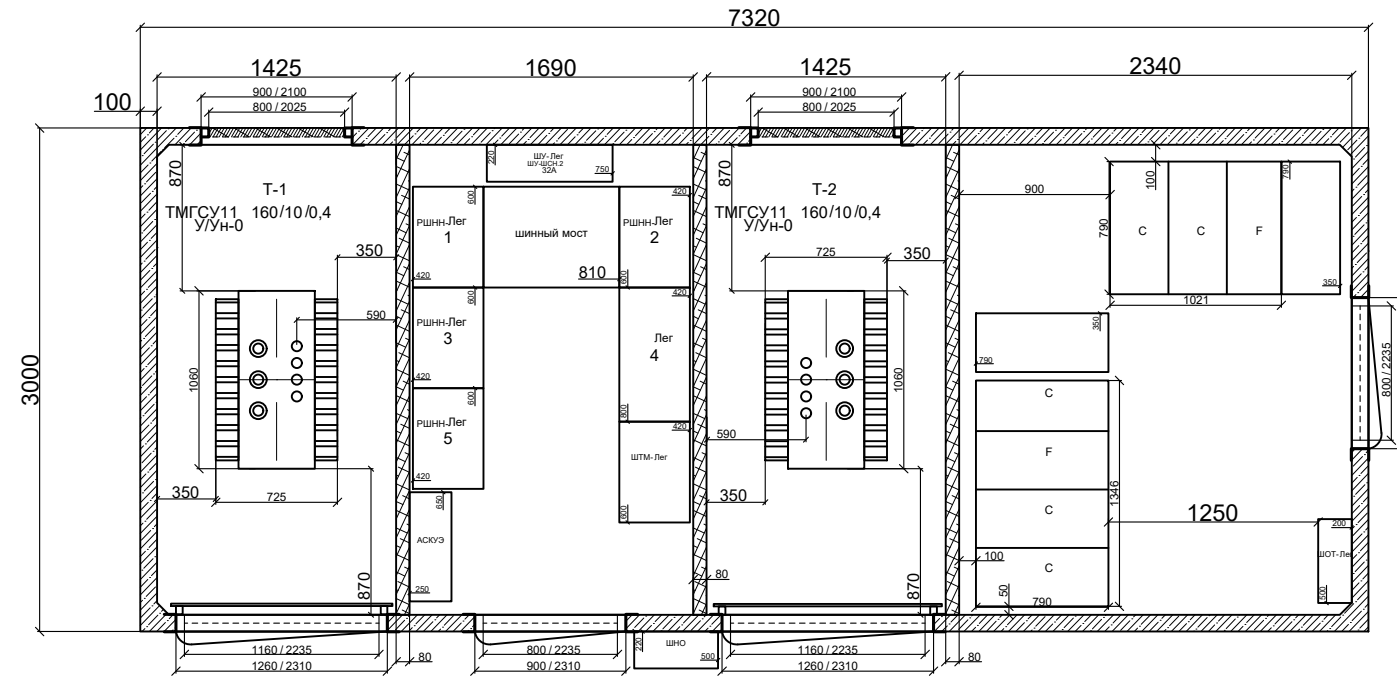 7320
1425
1690
1425
2340
900 / 2100
900 / 2100
100
800 / 2025
800 / 2025
220
ШУ-Лег
ШУ-ШСН.2
32А
750
870
870
100
790
Т-1
600
420
Т-2
900
ТМГСУ11 160/10/0,4
У/Ун-0
РШНН-Лег
1
шинный мост
РШНН-Лег
2
ТМГСУ11 160/10/0,4
У/Ун-0
790
С
С
F
350
725
350
420
810
600
350
1021
600
420
590
РШНН-Лег
3
Лег
4
350
3000
1060
1060
790
800 / 2235
420
600
С
РШНН-Лег
5
800
420
590
F
ШТМ-Лег
1346
350
725
420
350
С
1250
650
600
200
АСКУЭ
ШОТ-Лег
С
870
250
80
870
100
50
790
500
1160 / 2235
80
800 / 2235
220
ШНО
500
1160 / 2235
80
1260 / 2310
900 / 2310
1260 / 2310